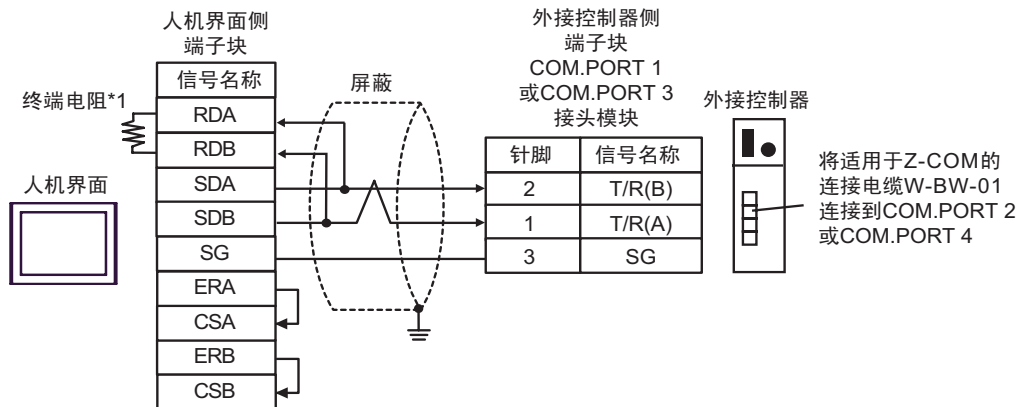 人机界面侧
端子块
信号名称
RDA
RDB
SDA
SDB
SG
ERA
CSA
ERB
CSB
终端电阻*1
人机界面
屏蔽
外接控制器侧
端子块
COM.PORT 1
或COM.PORT 3
接头模块
针脚 信号名称
2 T/R(B)
1 T/R(A)
3 SG
外接控制器
将适用于Z-COM的
连接电缆W-BW-01
连接到COM.PORT 2
或COM.PORT 4